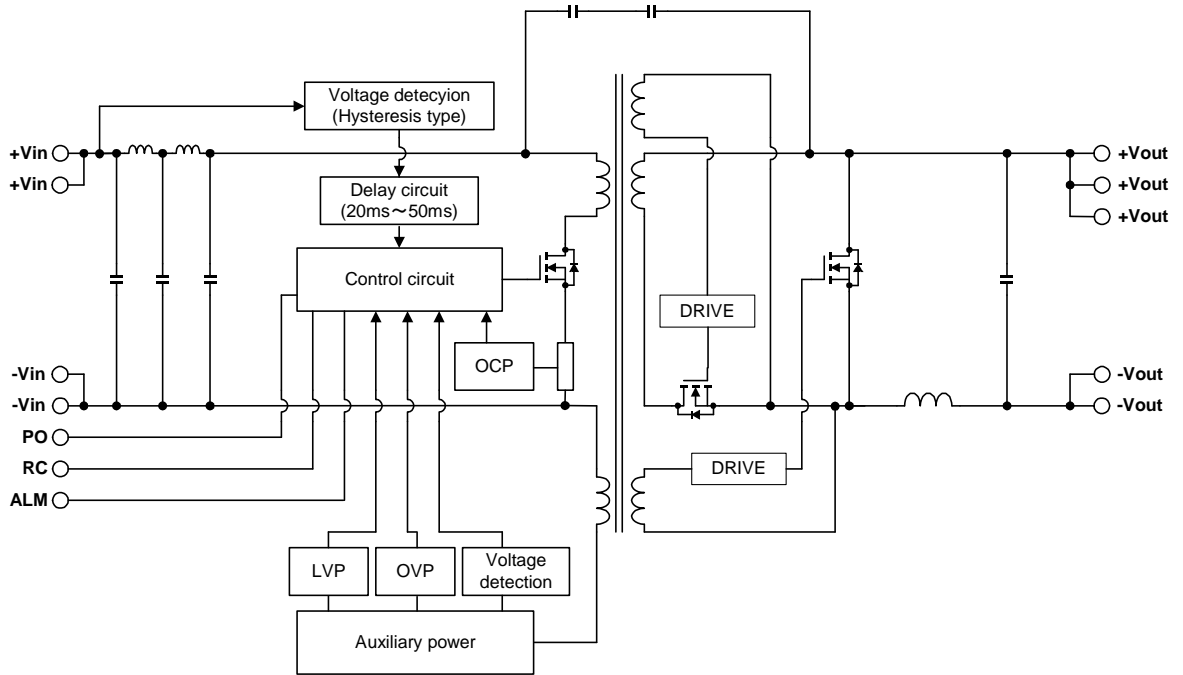 Voltage detecyion
(Hysteresis type)
+Vin
+Vin
Delay circuit
(20ms～50ms)
Control circuit
OCP
-Vin
-Vin
PO
RC
ALM
LVP
OVP
Voltage
detection
Auxiliary power
DRIVE
DRIVE
+Vout
+Vout
+Vout
-Vout
-Vout